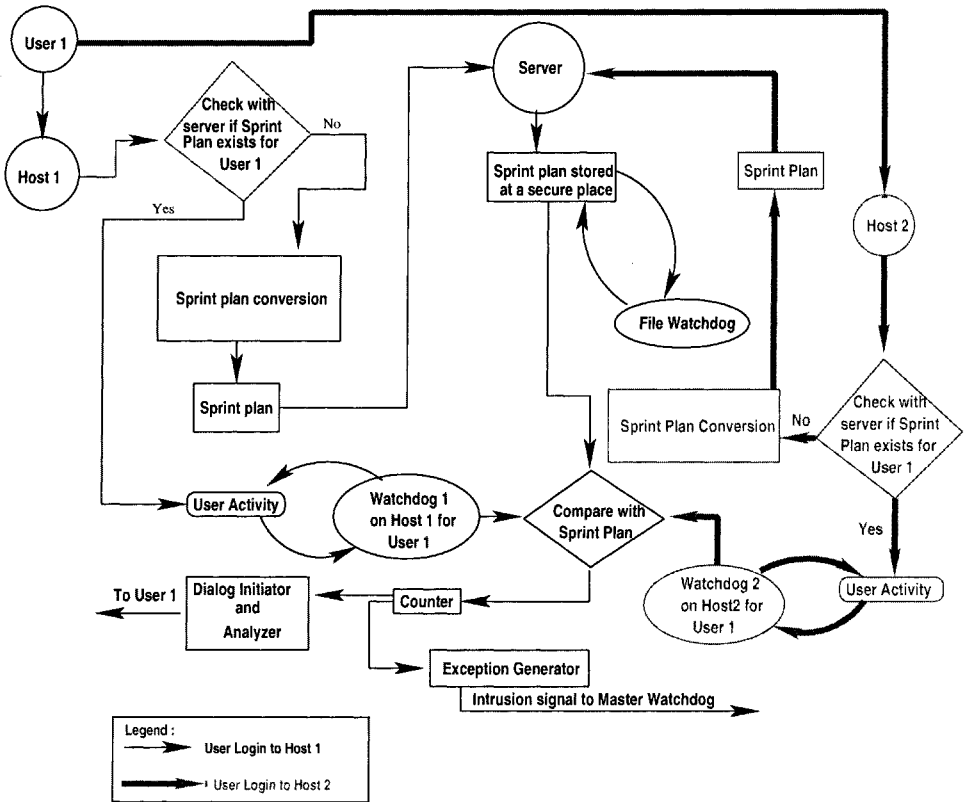 User 1
Server
Check with
server if Sprint
Plan exists for
User 1
No
Host 1
Yes
Sprint plan stored
at a secure place
Sprint Plan
Host 2
Sprint plan conversion
File Watchdog
Sprint plan
Sprint Plan Conversion
No
Check with
server if Sprint
Plan exists for
User 1
User Activity
Watchdog 1
on Host 1 for
User 1
Compare with
Sprint Plan
Yes
To User 1
Dialog Initiator
and
Analyzer
Counter
Watchdog 2
on Host2 for
User 1
User Activity
Exception Generator
Intrusion signal to Master Watchdog
Legend :
User Login to Host 1
User Login to Host 2